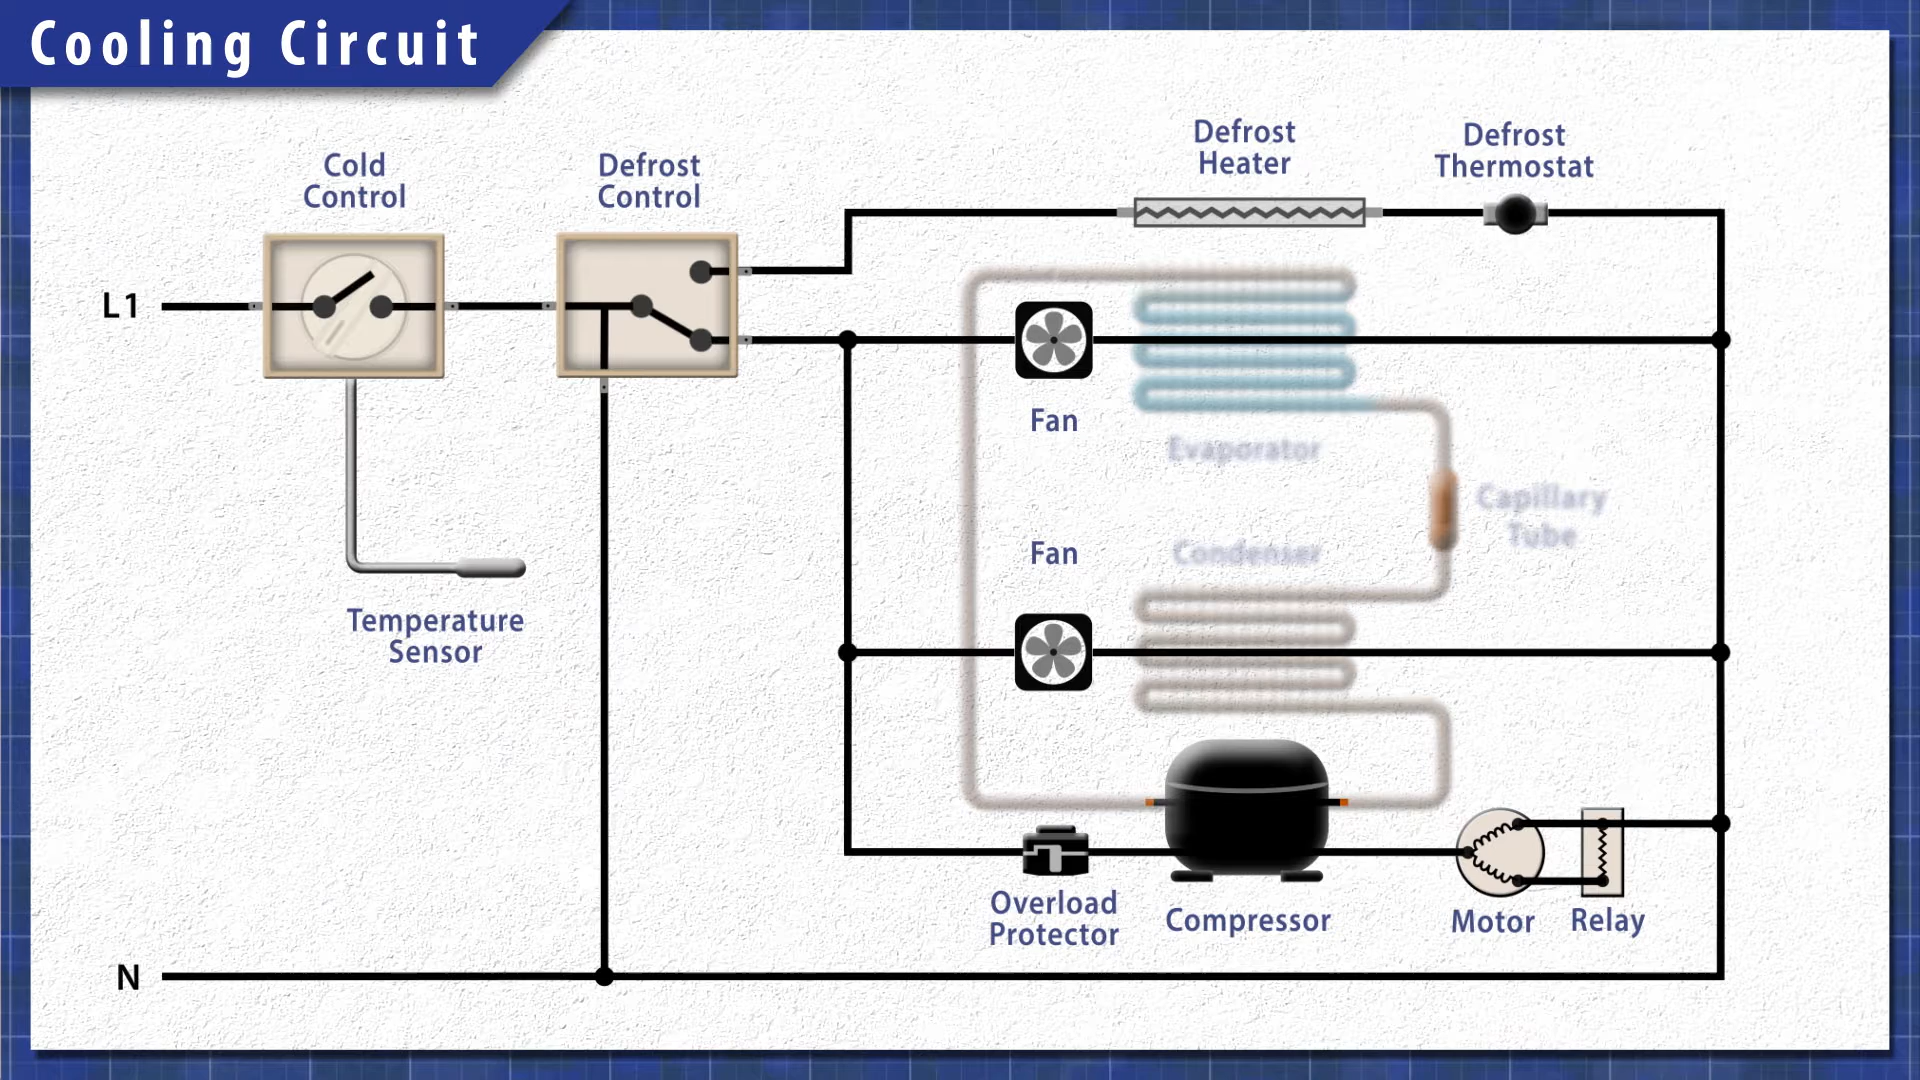 Cooling Circuit
Defrost
Heater
Defrost
Thermostat
Cold
Control
Defrost
Control
L1
Fan
Evaporator
Capillary
Tube
Fan
Condenser
Temperature
Sensor
Overload
Protector
Compressor
Motor
Relay
N